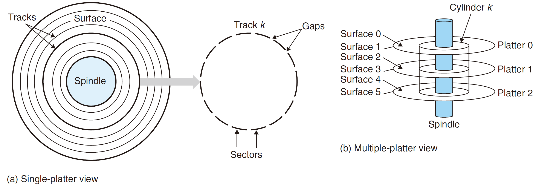 Tracks
Surface
Spindle
Track k
Gaps
Sectors
(a) Single-platter view
Cylinder k
Surface 0
Surface 1
Surface 2
Surface 3
Surface 4
Surface 5
Platter 0
Platter 1
Platter 2
Spindle
(b) Multiple-platter view